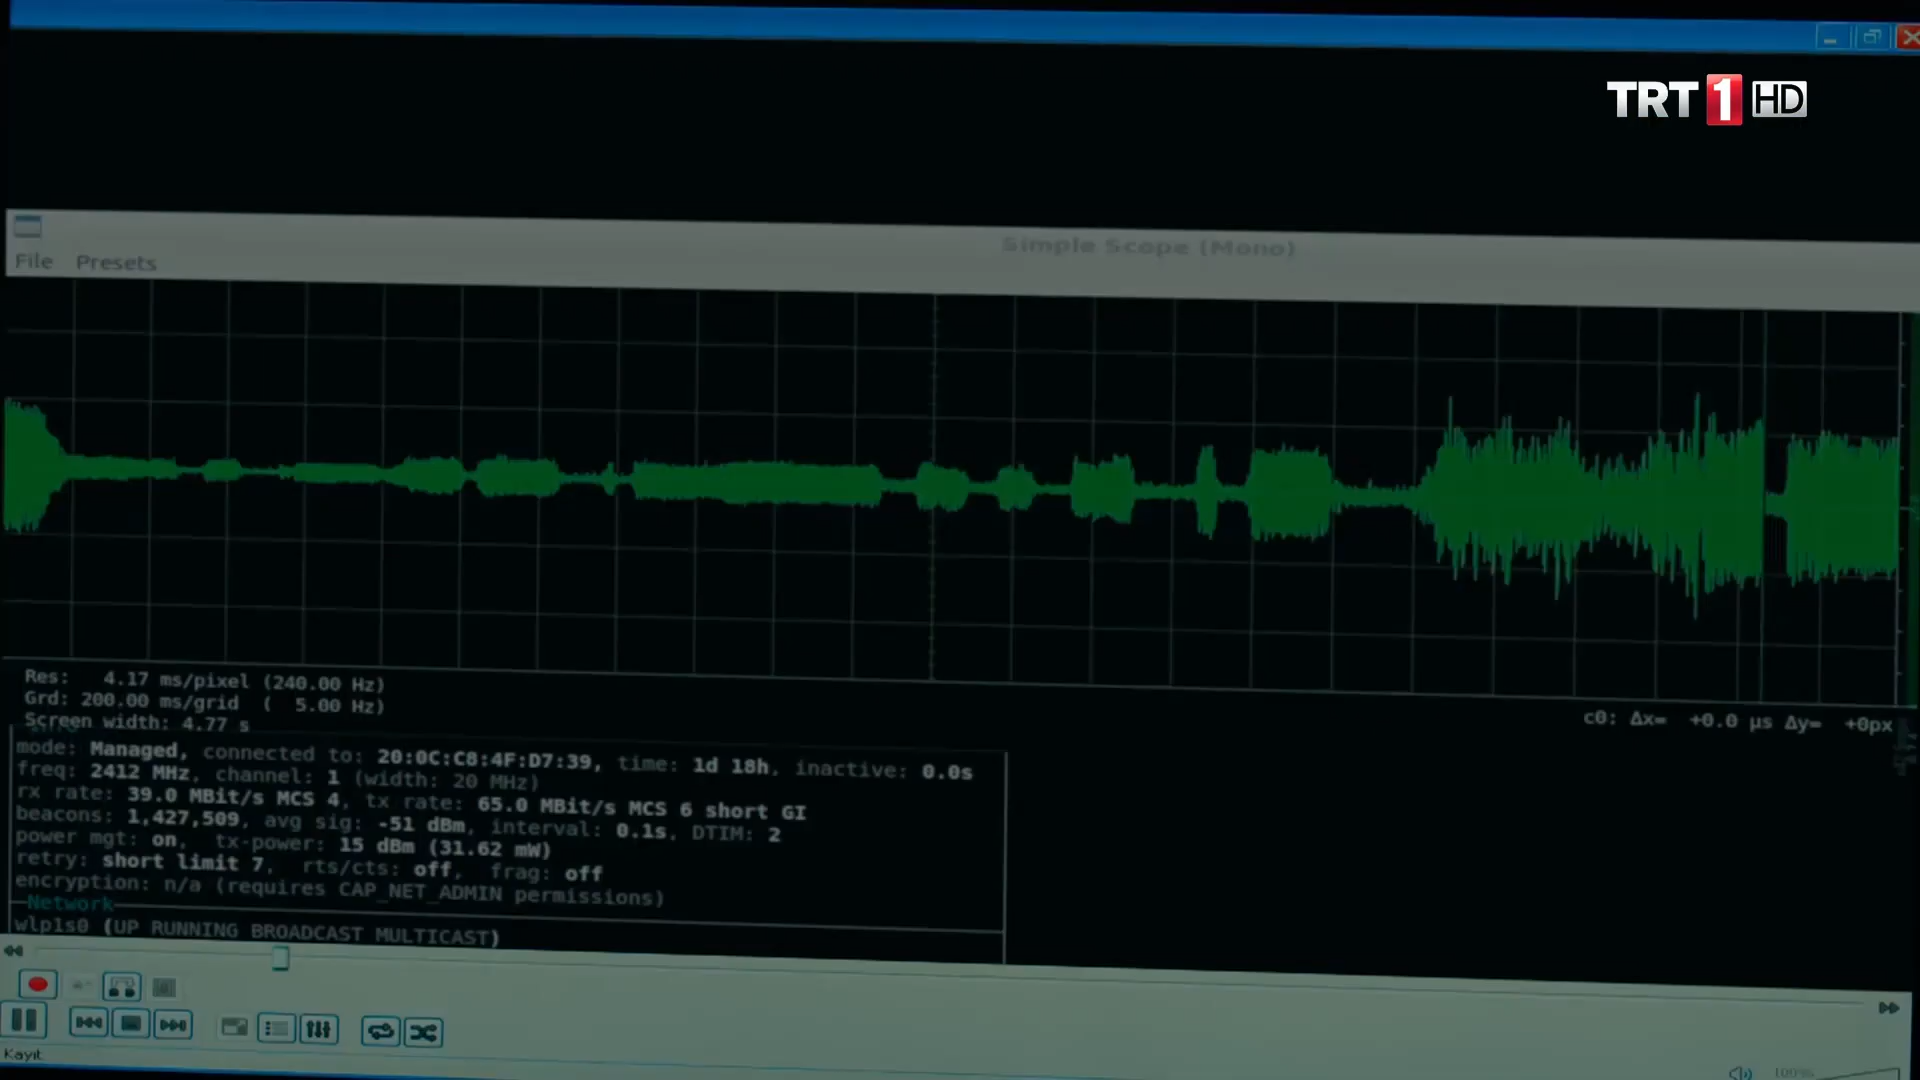 TRT 1 HD
Simple Scope (Mono)
File Presets
Res: 4.17 ms/pixel (240.00 Hz)
Grd: 200.00 ms/grid ( 5.00 Hz)
Screen width: 4.77 s
c0: Δx= +0.0 µs Δy= +0px
Info
mode: Managed, connected to: 20:0C:C8:4F:D7:39, time: 1d 18h, inactive: 0.0s
freq: 2412 MHz, channel: 1 (width: 20 MHz)
rx rate: 39.0 MBit/s MCS 4, tx rate: 65.0 MBit/s MCS 6 short GI
beacons: 1,427,509, avg sig: -51 dBm, interval: 0.1s, DTIM: 2
power mgt: on, tx-power: 15 dBm (31.62 mW)
retry: short limit 7, rts/cts: off, frag: off
encryption: n/a (requires CAP_NET_ADMIN permissions)
Network
wlp1s0 (UP RUNNING BROADCAST MULTICAST)
Kayıt
100%